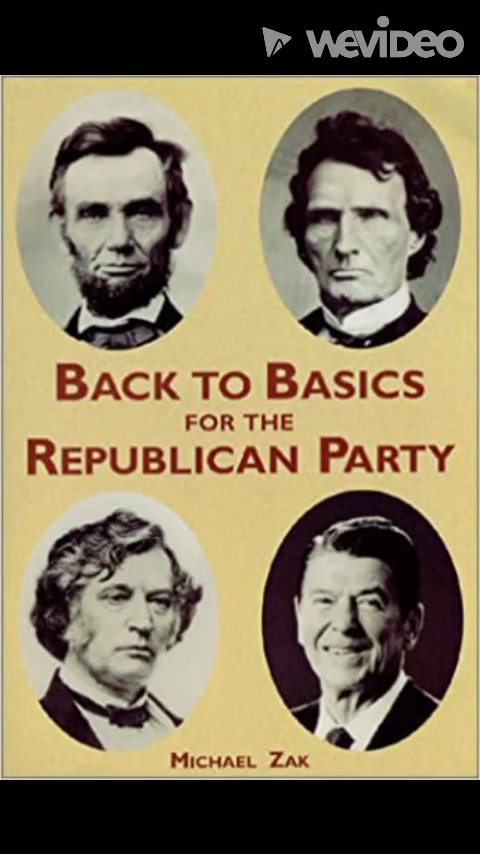 WEVIDEO
BACK TO BASICS
FOR THE
REPUBLICAN PARTY
MICHAEL ZAK